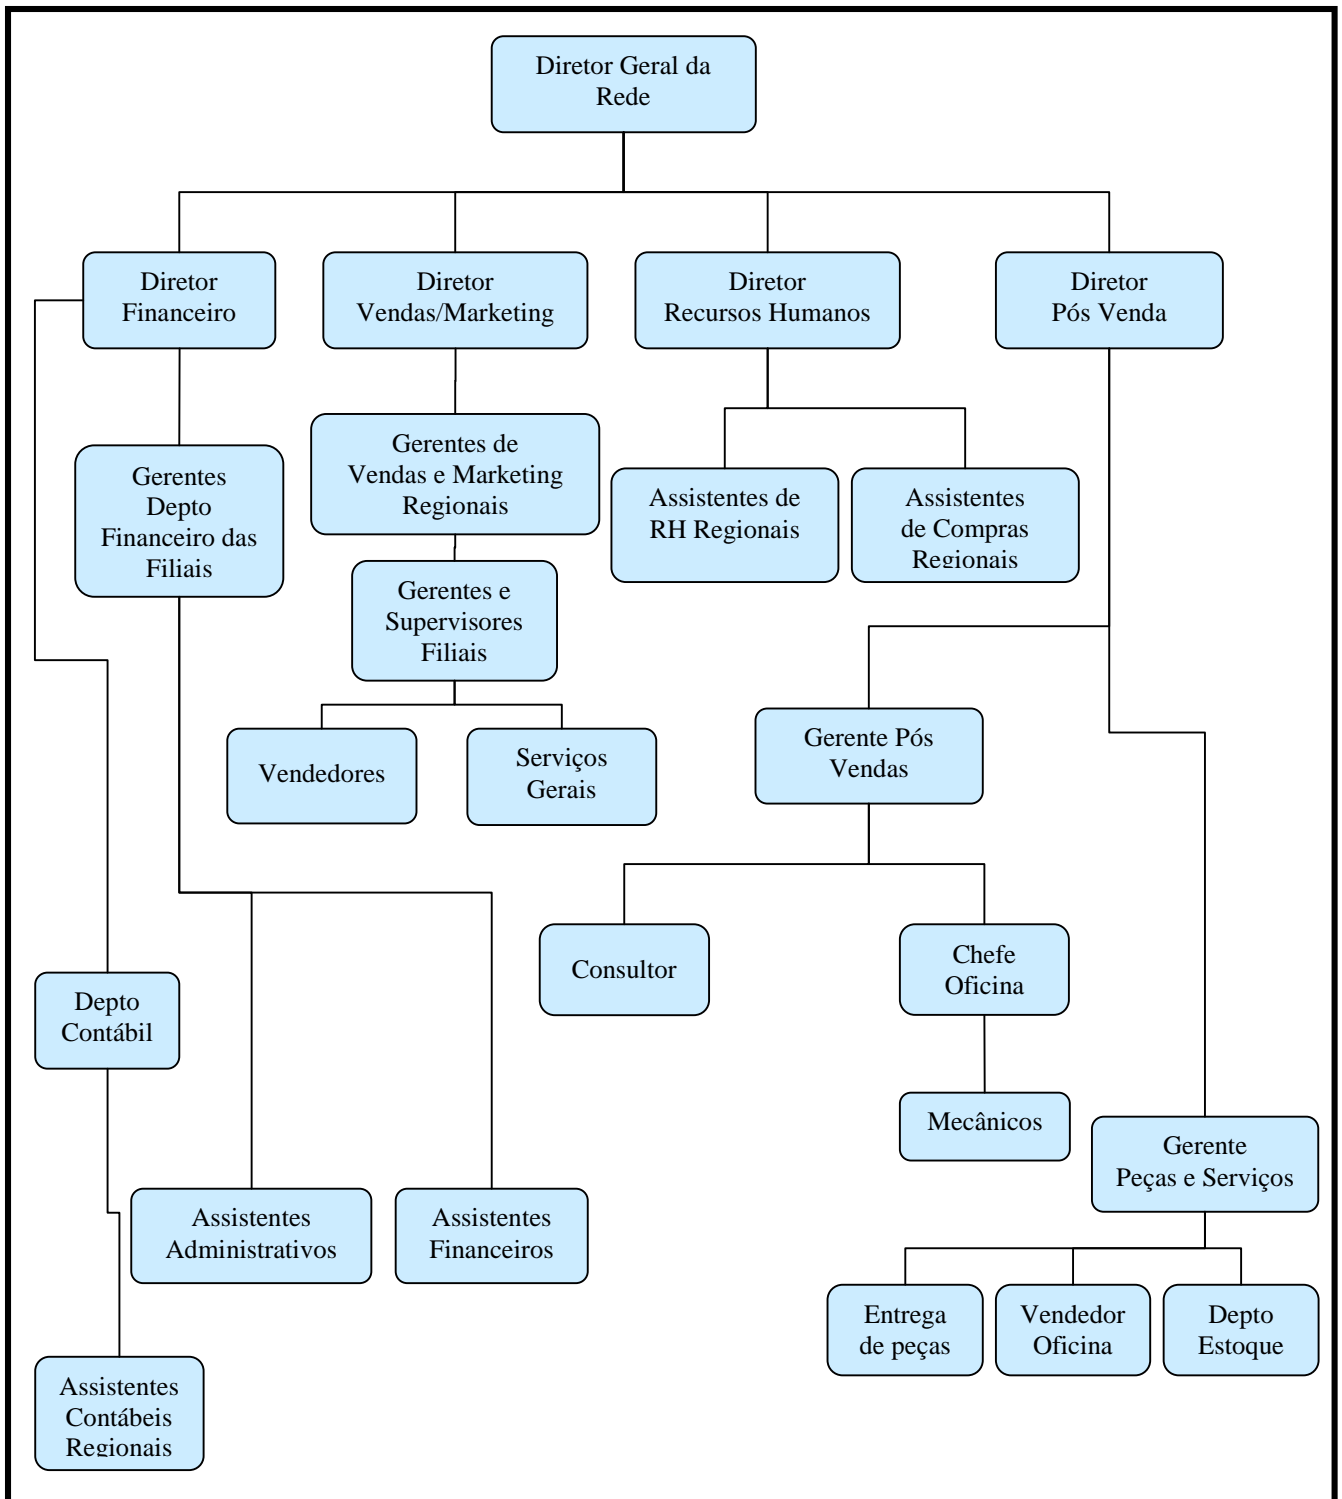 Diretor Geral da
Rede
Diretor
Financeiro
Diretor
Vendas/Marketing
Diretor
Recursos Humanos
Diretor
Pós Venda
Gerentes
Depto
Financeiro das
Filiais
Gerentes de
Vendas e Marketing
Regionais
Assistentes de
RH Regionais
Assistentes
de Compras
Regionais
Gerentes e
Supervisores
Filiais
Vendedores
Serviços
Gerais
Gerente Pós
Vendas
Consultor
Chefe
Oficina
Depto
Contábil
Mecânicos
Gerente
Peças e Serviços
Assistentes
Administrativos
Assistentes
Financeiros
Entrega
de peças
Vendedor
Oficina
Depto
Estoque
Assistentes
Contábeis
Regionais